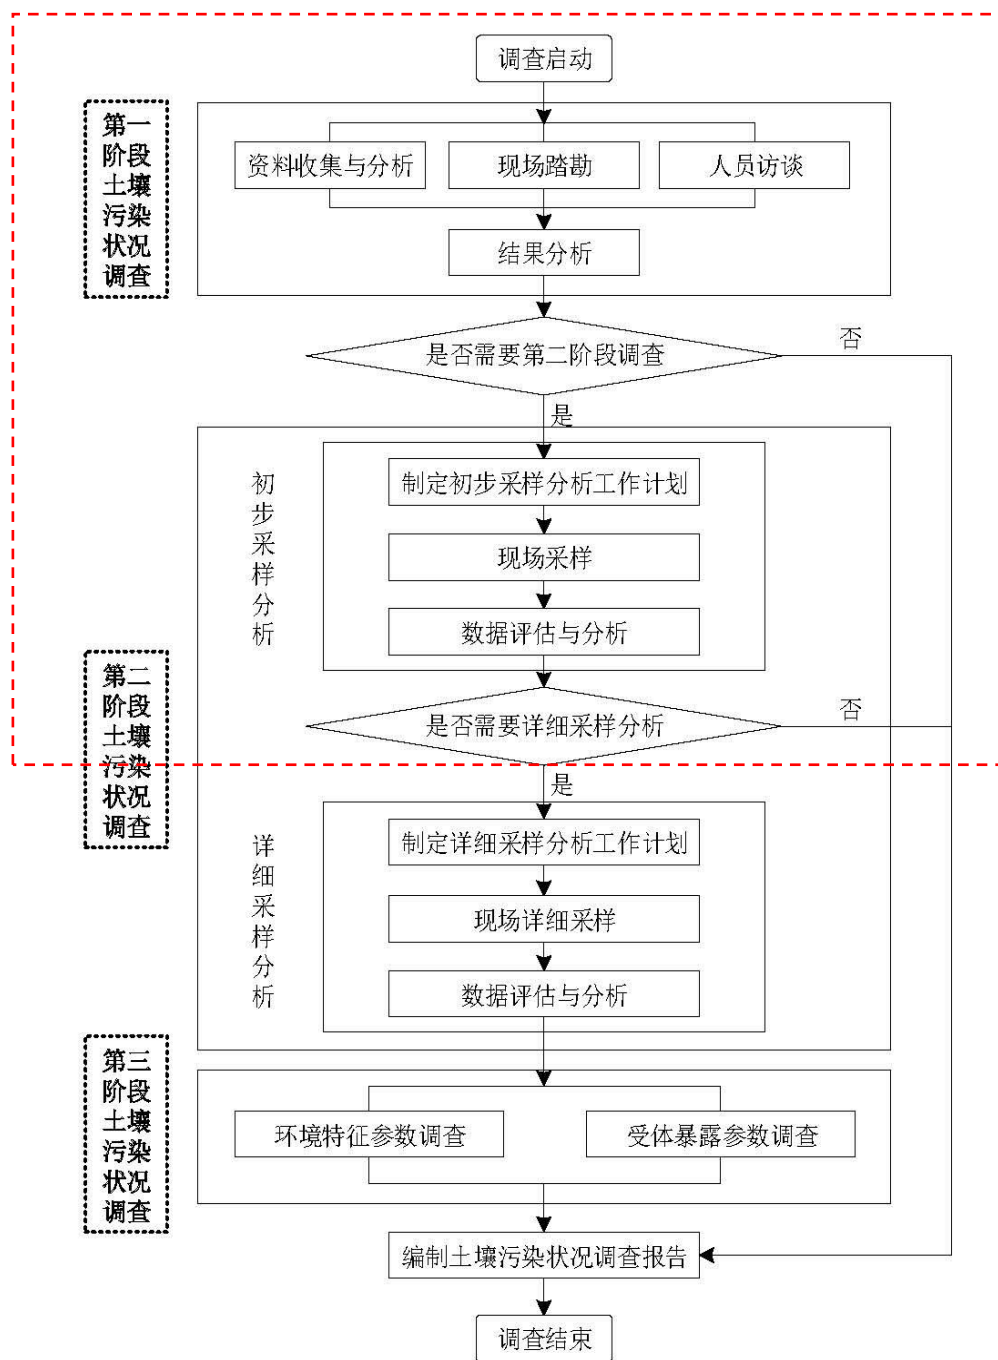 调查启动
第一
阶段
土壤
污染
状况
调查
资料收集与分析
现场踏勘
人员访谈
结果分析
是否需要第二阶段调查
否
是
初
步
采
样
分
析
制定初步采样分析工作计划
现场采样
数据评估与分析
第二
阶段
土壤
污染
状况
调查
是否需要详细采样分析
否
是
详
细
采
样
分
析
制定详细采样分析工作计划
现场详细采样
数据评估与分析
第三
阶段
土壤
污染
状况
调查
环境特征参数调查
受体暴露参数调查
编制土壤污染状况调查报告
调查结束